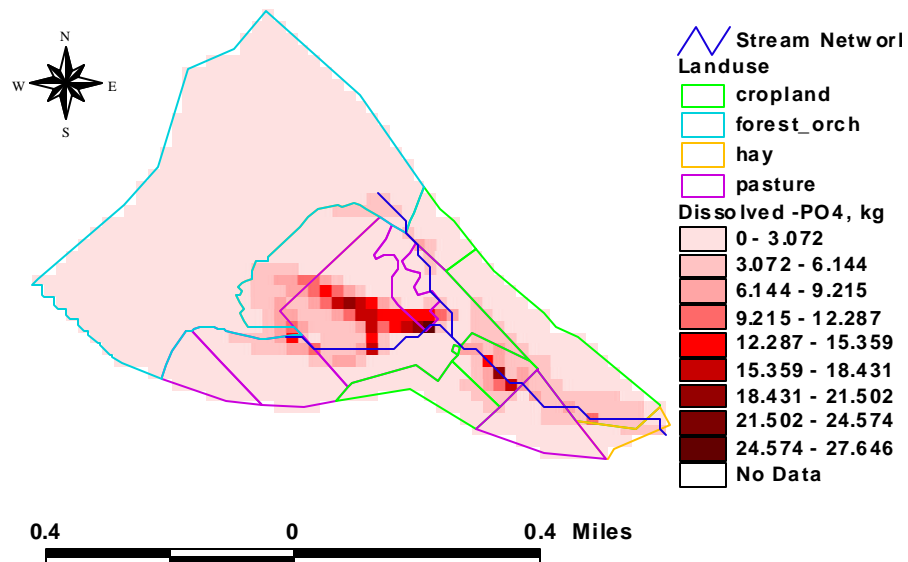 N
W E
S
Stream Network
Landuse
cropland
forest_orch
hay
pasture
Dissolved -PO4, kg
0 - 3.072
3.072 - 6.144
6.144 - 9.215
9.215 - 12.287
12.287 - 15.359
15.359 - 18.431
18.431 - 21.502
21.502 - 24.574
24.574 - 27.646
No Data
0.4 0 0.4 Miles